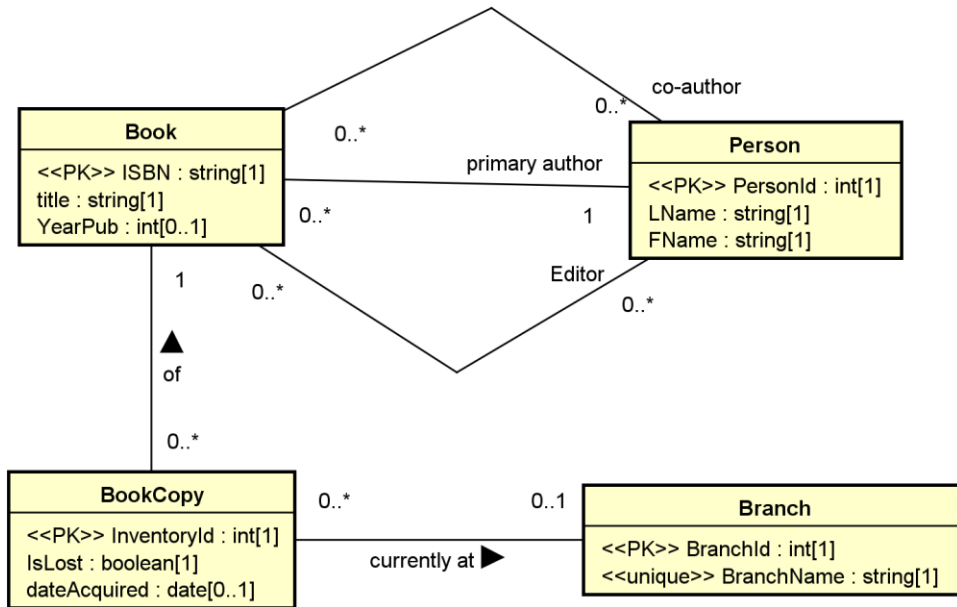 co-author
0..*
0..*
Book
<<PK>> ISBN : string[1]
title : string[1]
YearPub : int[0..1]
primary author
0..*
1
Person
<<PK>> PersonId : int[1]
LName : string[1]
FName : string[1]
Editor
0..*
0..*
1
of
0..*
BookCopy
<<PK>> InventoryId : int[1]
IsLost : boolean[1]
dateAcquired : date[0..1]
0..*
0..1
currently at
Branch
<<PK>> BranchId : int[1]
<<unique>> BranchName : string[1]